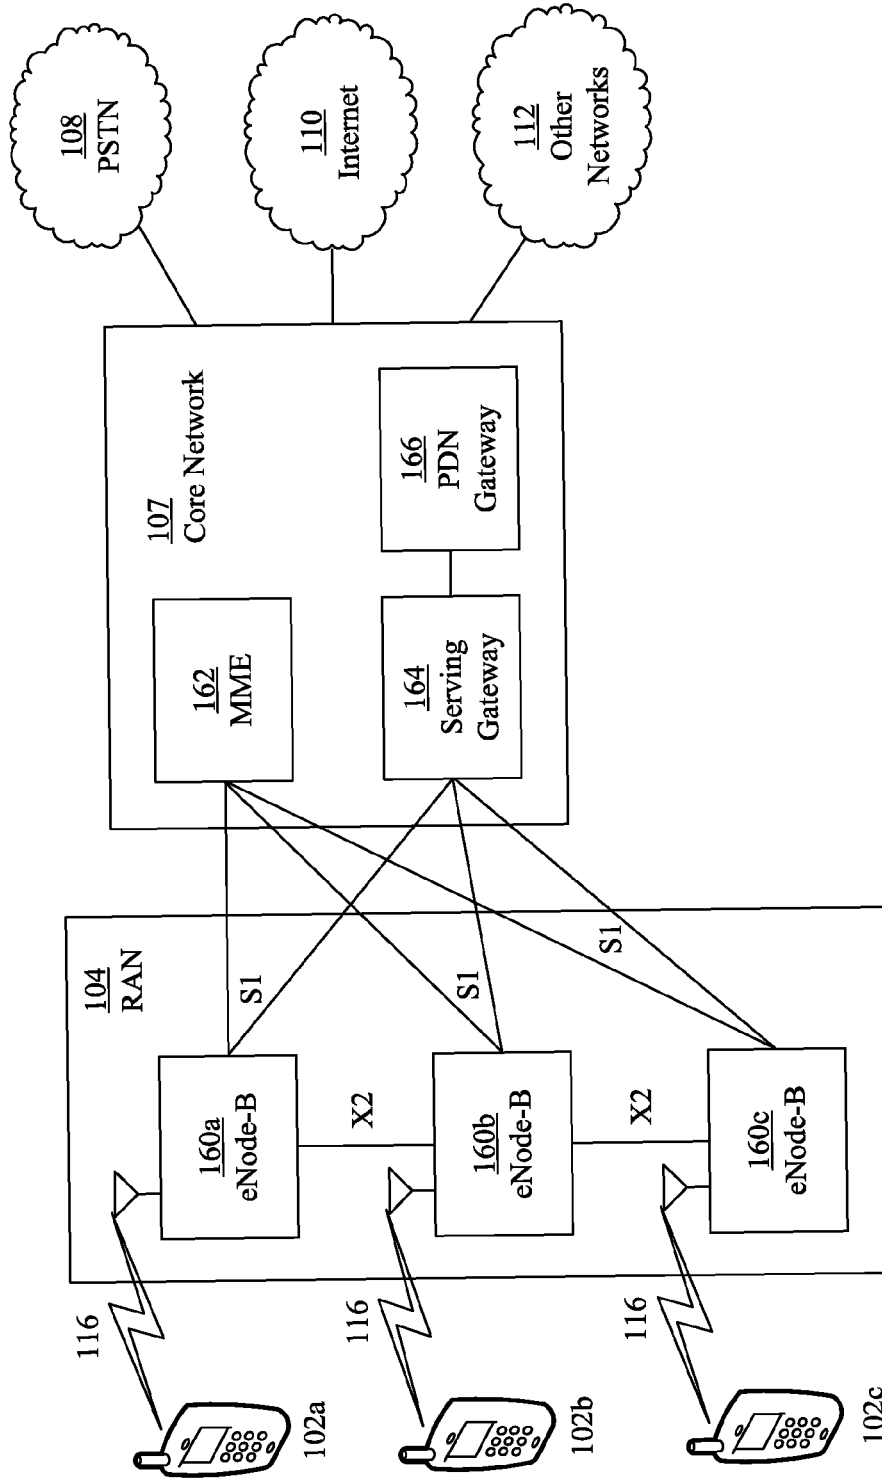 108
PSTN
110
Internet
112
Other
Networks
107
Core Network
162
MME
164
Serving
Gateway
166
PDN
Gateway
104
RAN
S1
S1
S1
160a
eNode-B
X2
160b
eNode-B
X2
160c
eNode-B
116
116
116
102a
102b
102c